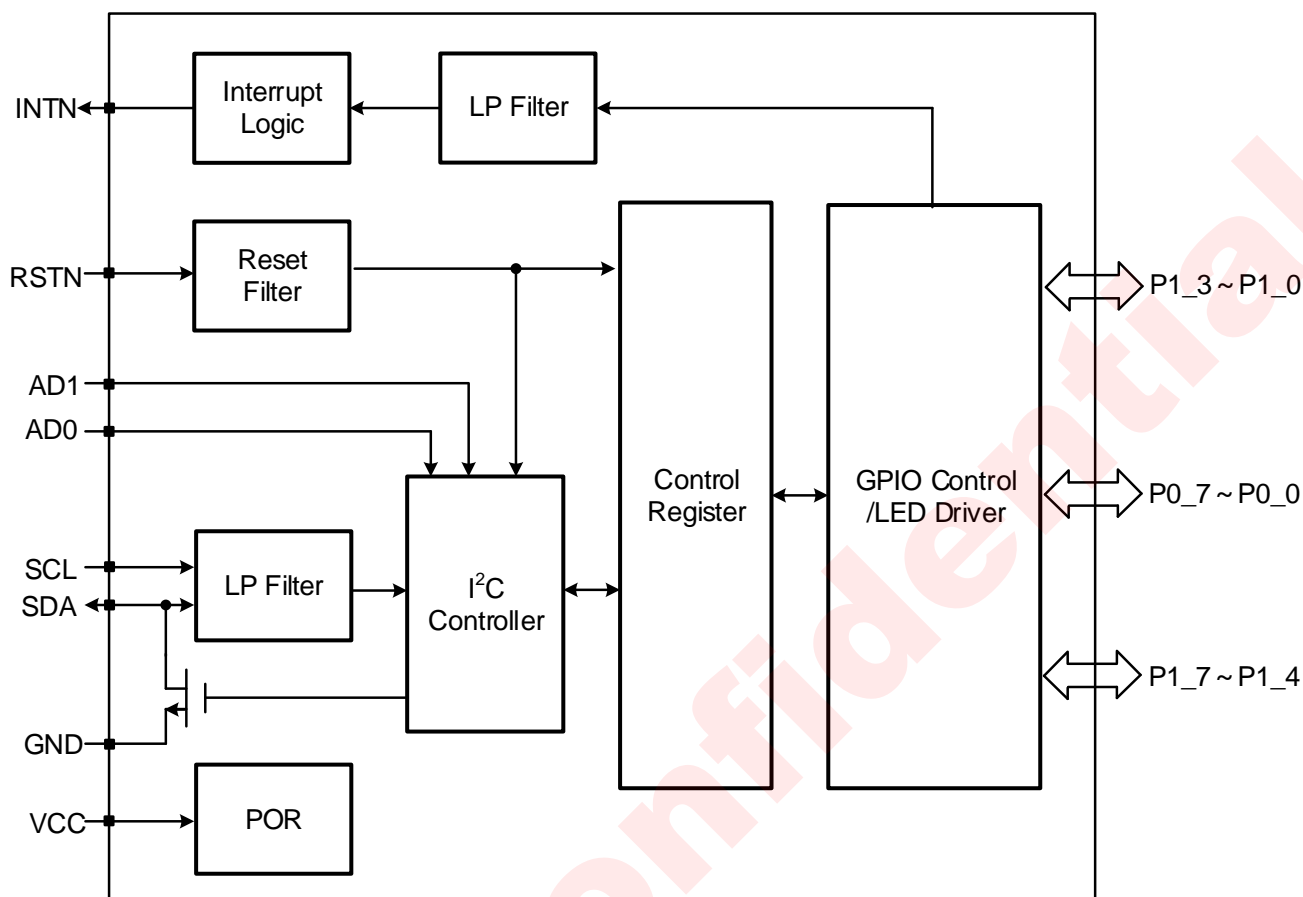 INTN
Interrupt
Logic
LP Filter
RSTN
Reset
Filter
P1_3 ~ P1_0
AD1
AD0
Control
Register
GPIO Control
/LED Driver
P0_7 ~ P0_0
SCL
SDA
LP Filter
I²C
Controller
P1_7 ~ P1_4
GND
VCC
POR
onfidential